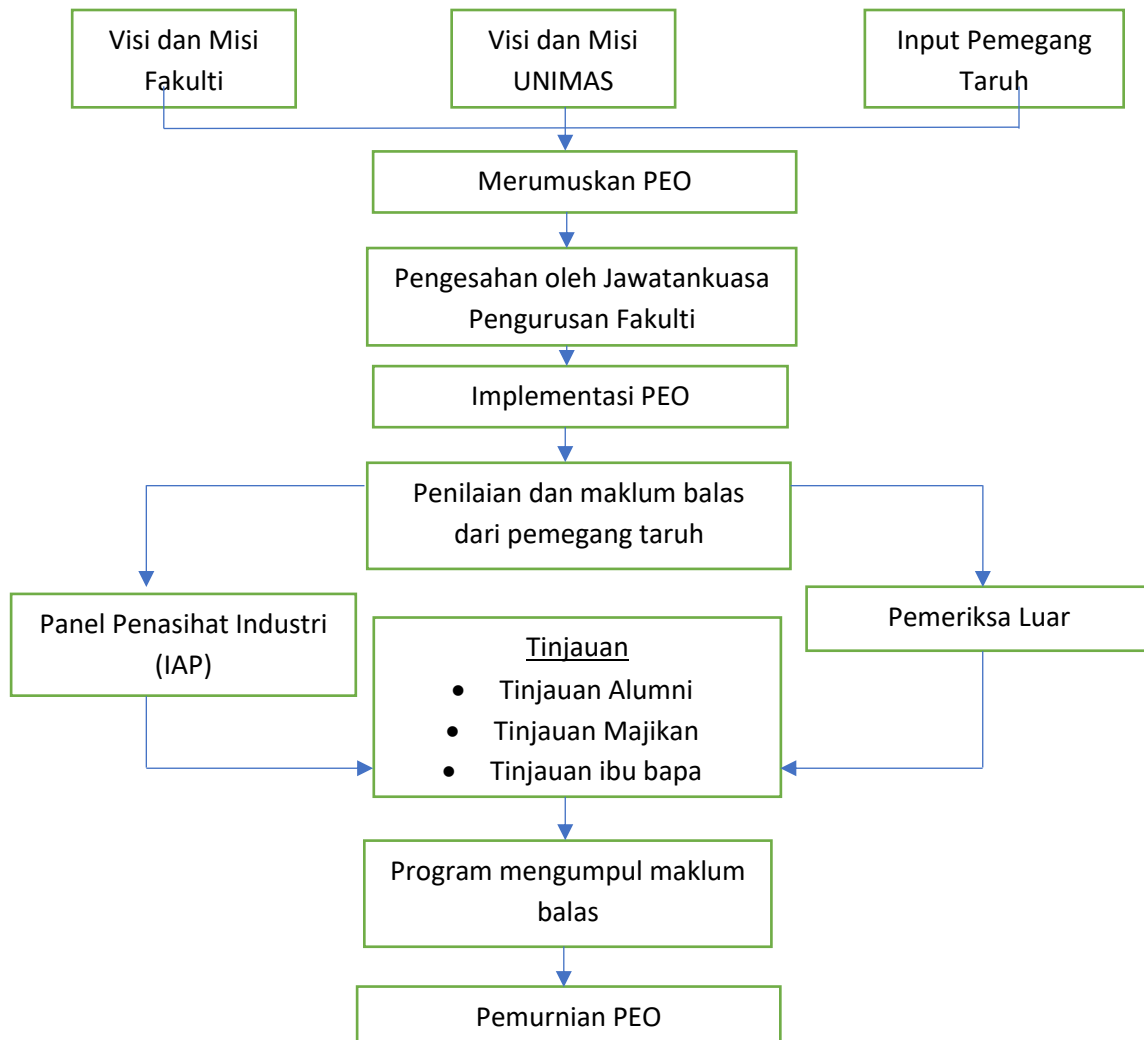 Visi dan Misi
Fakulti
Visi dan Misi
UNIMAS
Input Pemegang
Taruh
Merumuskan PEO
Pengesahan oleh Jawatankuasa
Pengurusan Fakulti
Implementasi PEO
Penilaian dan maklum balas
dari pemegang taruh
Panel Penasihat Industri
(IAP)
Tinjauan
• Tinjauan Alumni
• Tinjauan Majikan
• Tinjauan ibu bapa
Pemeriksa Luar
Program mengumpul maklum
balas
Pemurnian PEO